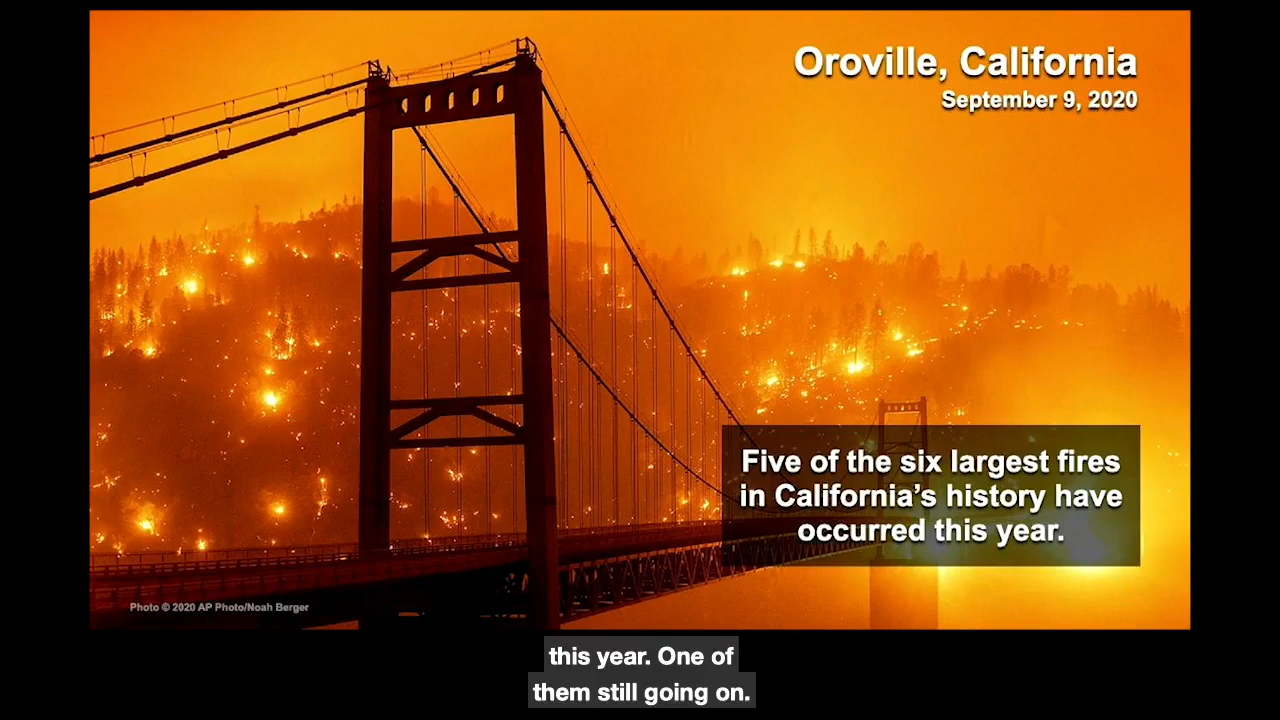 Oroville, California
September 9, 2020
Five of the six largest fires
in California's history have
occurred this year.
Photo © 2020 AP Photo/Noah Berger
this year. One of
them still going on.